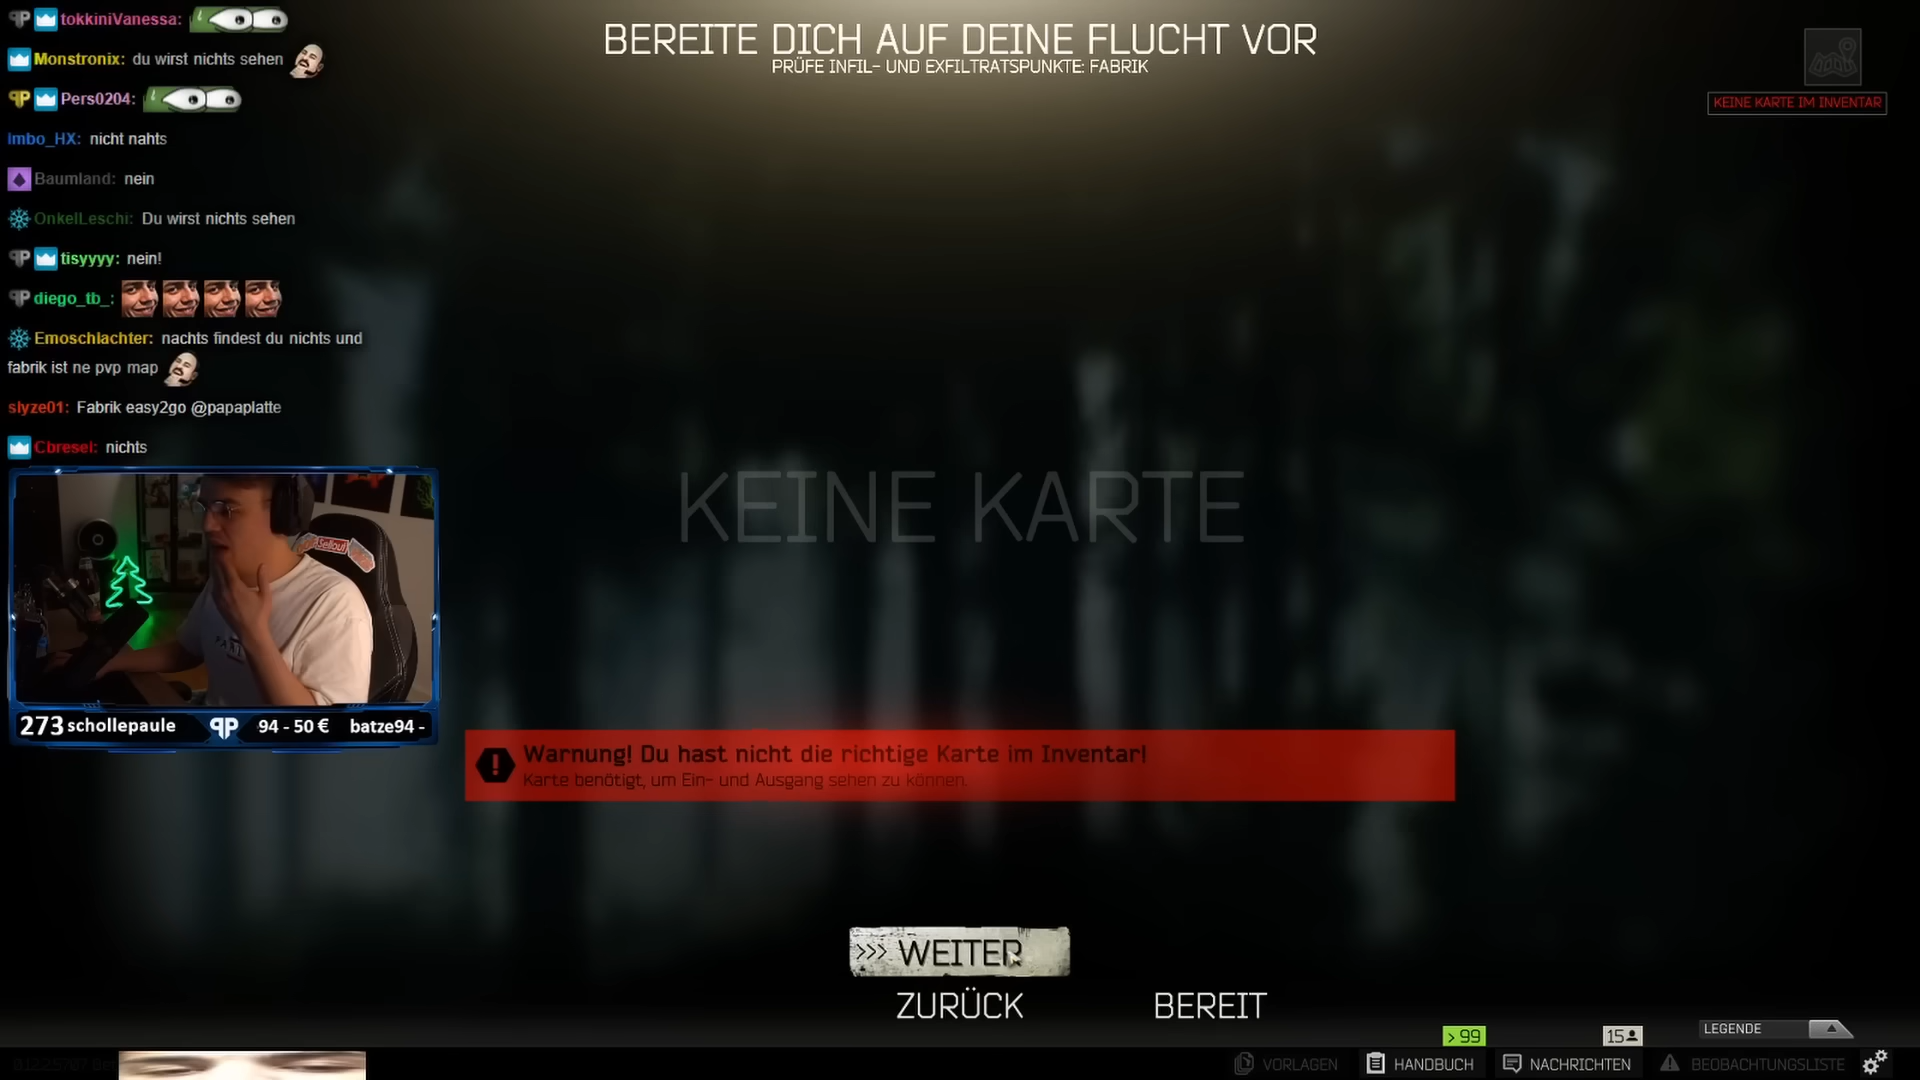 tokkiniVanessa:
Monstronix: du wirst nichts sehen
Pers0204:
imbo_HX: nicht nahts
Baumland: nein
OnkelLeschi: Du wirst nichts sehen
tisyyyy: nein!
diego_tb_:
Emoschlachter: nachts findest du nichts und
fabrik ist ne pvp map
slyze01: Fabrik easy2go @papaplatte
Cbresel: nichts
273 schollepaule PP 94 - 50 € batze94 -
BEREITE DICH AUF DEINE FLUCHT VOR
PRÜFE INFIL- UND EXFILTRATSPUNKTE: FABRIK
KEINE KARTE IM INVENTAR
KEINE KARTE
Warnung! Du hast nicht die richtige Karte im Inventar!
Karte benötigt, um Ein- und Ausgang sehen zu können.
>>> WEITER
ZURÜCK
BEREIT
> 99
15
LEGENDE
VORLAGEN
HANDBUCH
NACHRICHTEN
BEOBACHTUNGSLISTE